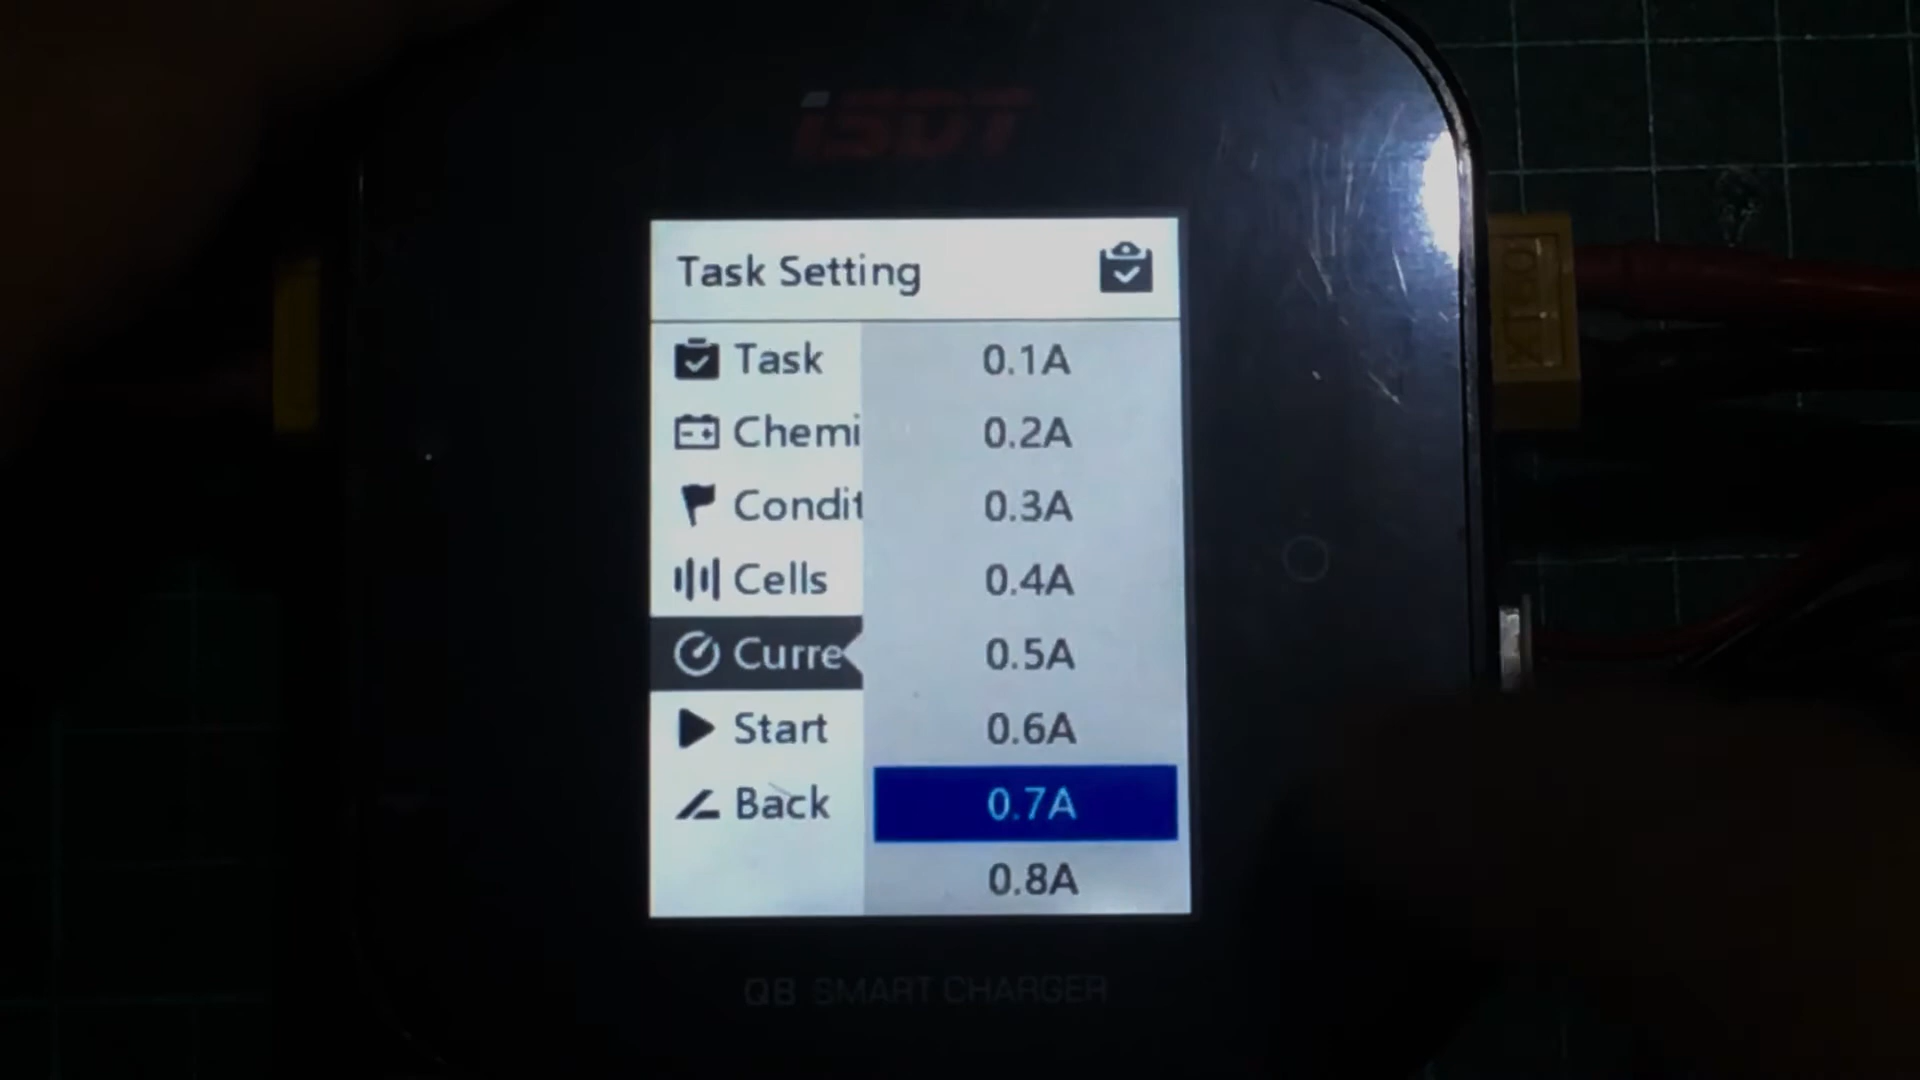 iSDT
Task Setting
Task
Chemi
Condit
Cells
Curre
Start
Back
0.1A
0.2A
0.3A
0.4A
0.5A
0.6A
0.7A
0.8A
Q8 SMART CHARGER